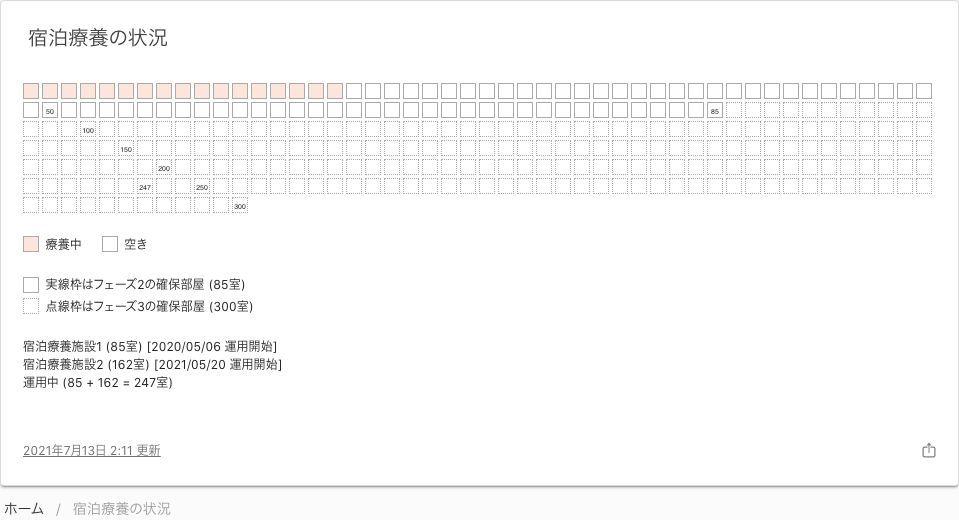 宿泊療養の状況
50
85
100
150
200
247 250
300
療養中 空き
実線枠はフェーズ2の確保部屋 (85室)
点線枠はフェーズ3の確保部屋 (300室)
宿泊療養施設1 (85室) [2020/05/06 運用開始]
宿泊療養施設2 (162室) [2021/05/20 運用開始]
運用中 (85 + 162 = 247室)
2021年7月13日 2:11 更新
ホーム / 宿泊療養の状況